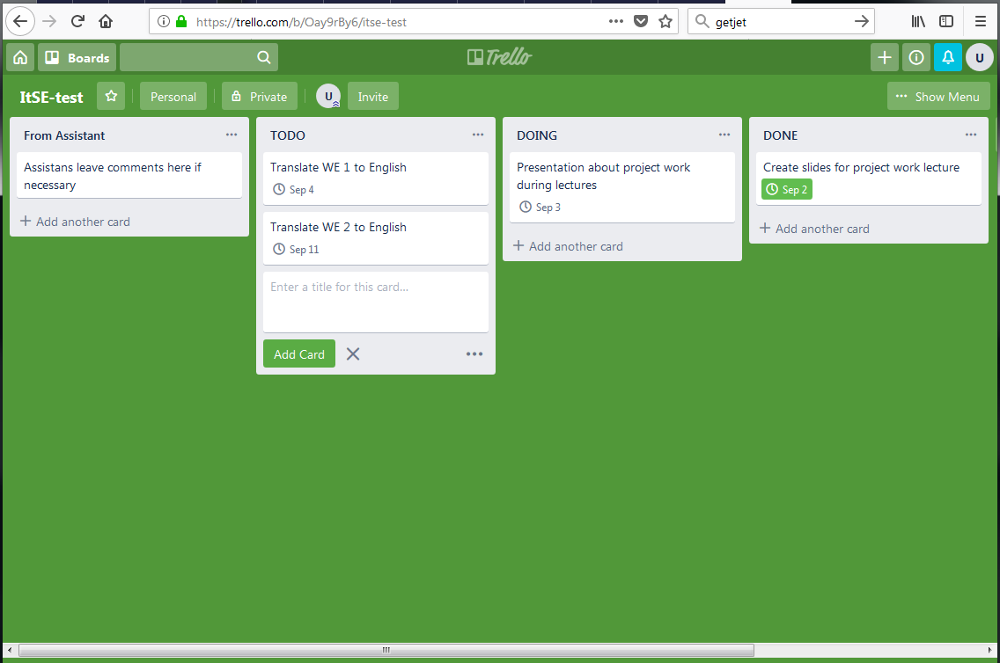 https://trello.com/b/Oay9rBy6/itse-test
getjet
Boards
Trello
U
ItSE-test
Personal
Private
U
Invite
Show Menu
From Assistant
Assistans leave comments here if
necessary
Add another card
TODO
Translate WE 1 to English
Sep 4
Translate WE 2 to English
Sep 11
Enter a title for this card...
Add Card
DOING
Presentation about project work
during lectures
Sep 3
Add another card
DONE
Create slides for project work lecture
Sep 2
Add another card